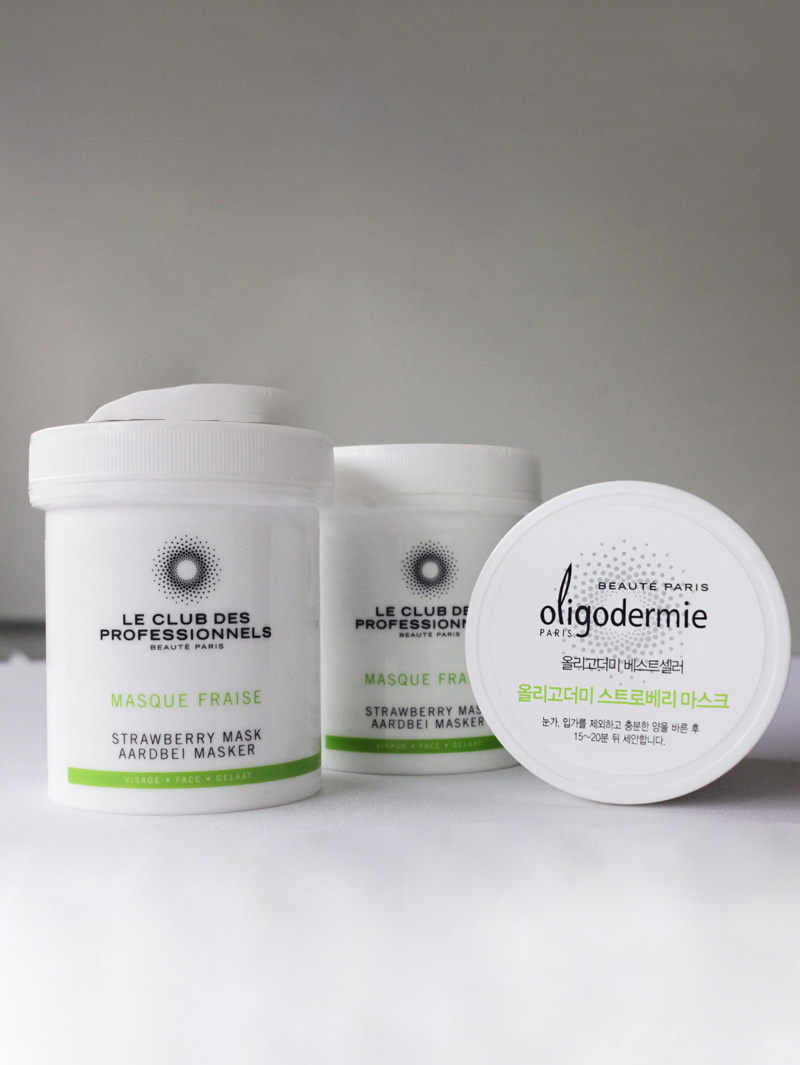 LE CLUB DES
PROFESSIONNELS
BEAUTÉ PARIS
MASQUE FRAISE
STRAWBERRY MASK
AARDBEI MASKER
VISAGE • FACE • GELAAT
LE CLUB
PROFESSIONN
BEAUTÉ PARIS
MASQUE
STRAWBERRY
AARDBEI MASKER
VISAGE • FACE • GELAAT
BEAUTÉ PARIS
oligodermie
PARIS
올리고더미 베스트셀러
올리고더미 스트로베리 마스크
눈가, 입가를 제외하고 충분한 양을 바른 후
15~20분 뒤 세안합니다.